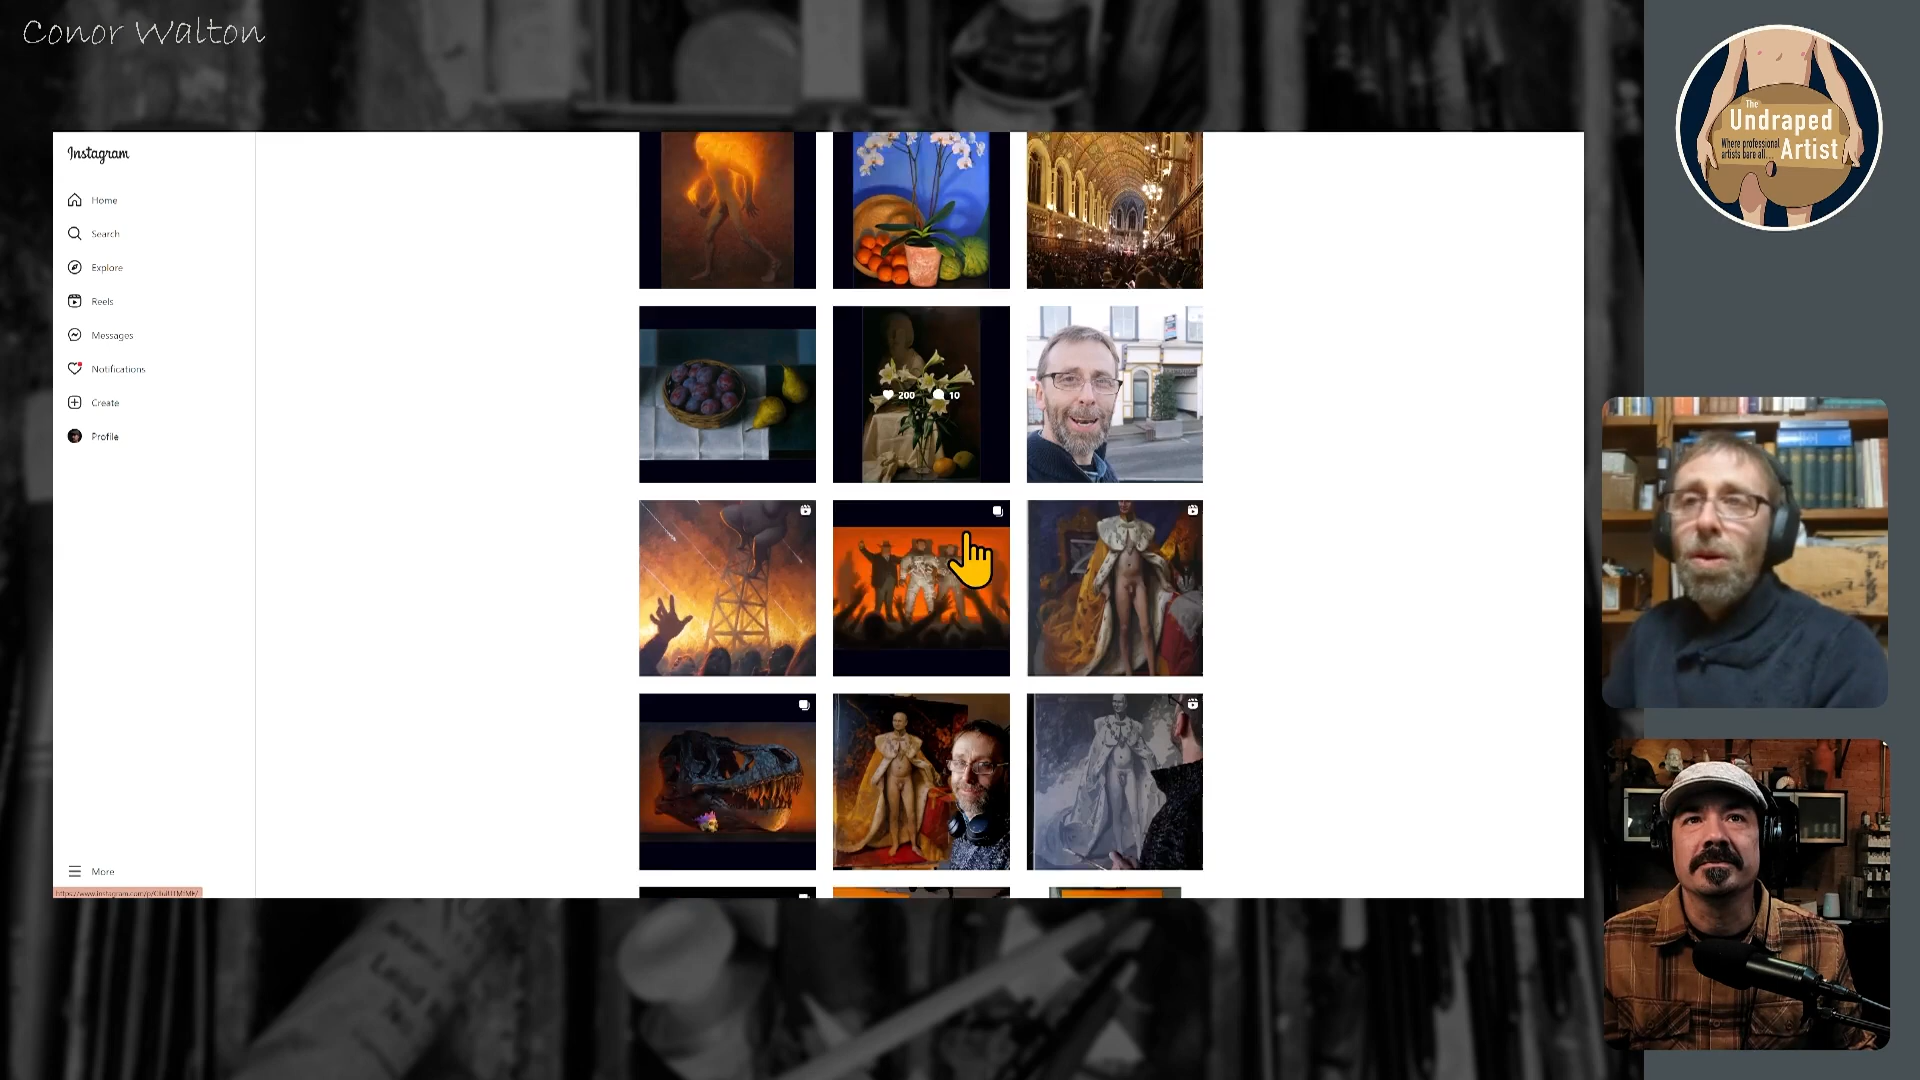 Conor Walton
Instagram
Home
Search
Explore
Reels
Messages
Notifications
Create
Profile
More
200 10
The
Undraped
Where professional
artists bare all...
Artist